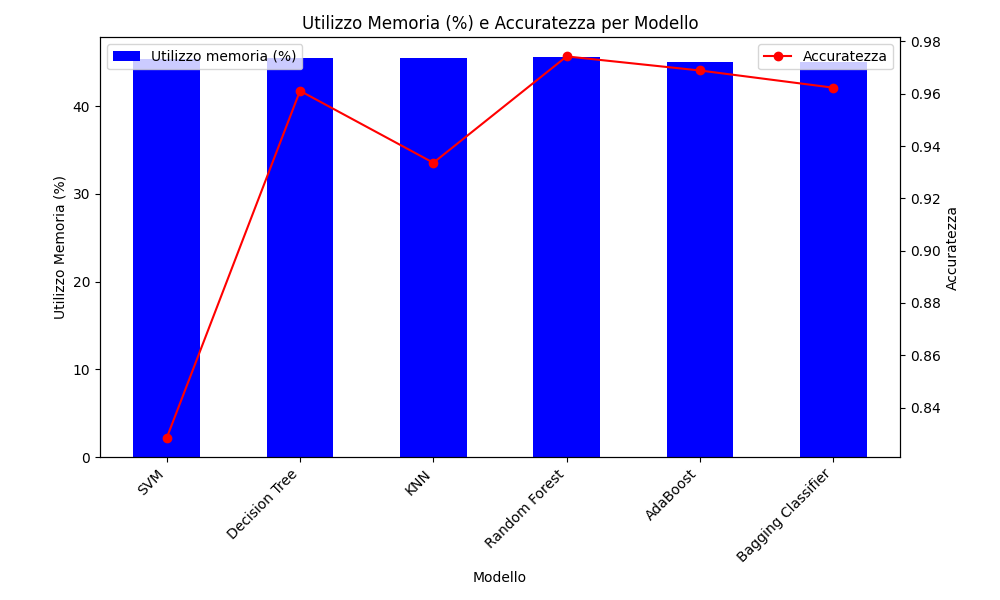 Utilizzo Memoria (%) e Accuratezza per Modello
Utilizzo memoria (%)
Accuratezza
Utilizzo Memoria (%)
40
30
20
10
0
0.98
0.96
0.94
0.92
0.90
0.88
0.86
0.84
Accuratezza
SVM
Decision Tree
KNN
Random Forest
AdaBoost
Bagging Classifier
Modello